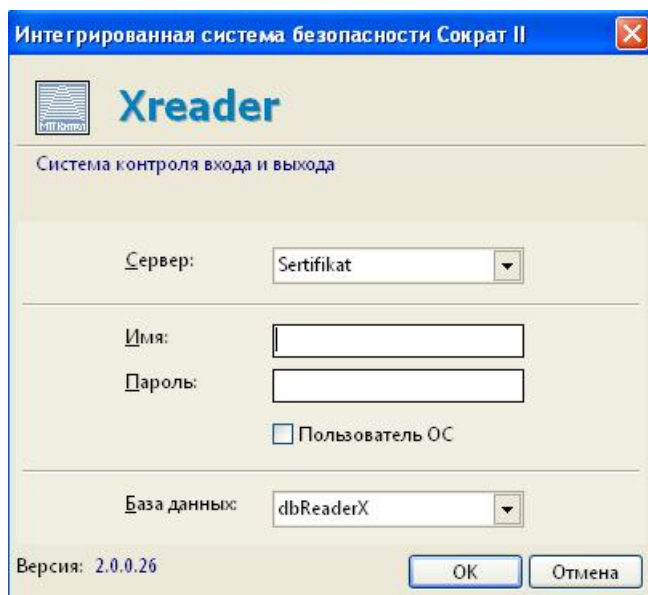 Интегрированная система безопасности Сократ II
Xreader
Система контроля входа и выхода
Сервер: Sertifikat
Имя:
Пароль:
Пользователь ОС
База данных: dbReaderX
Версия: 2.0.0.26
OK Отмена